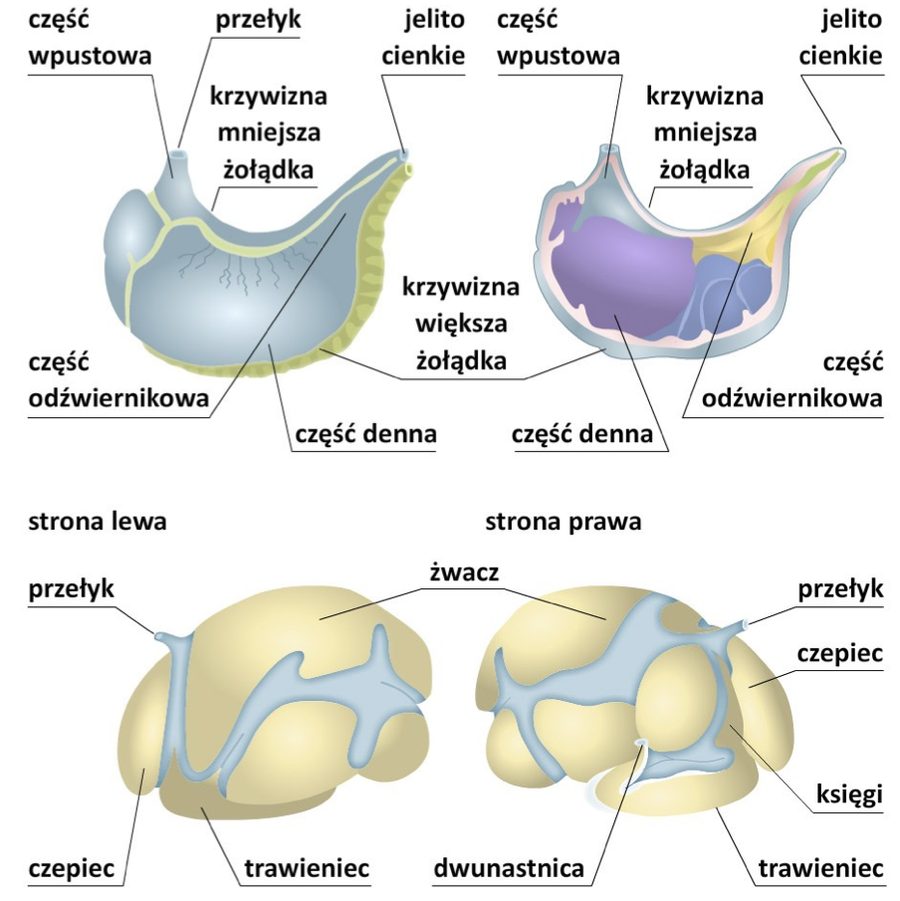 część
wpustowa
przełyk
jelito
cienkie
krzywizna
mniejsza
żołądka
część
wpustowa
jelito
cienkie
krzywizna
mniejsza
żołądka
krzywizna
większa
żołądka
część
odźwiernikowa
część denna
część denna
część
odźwiernikowa
strona lewa
strona prawa
przełyk
żwacz
przełyk
czepiec
księgi
czepiec
trawieniec
dwunastnica
trawieniec